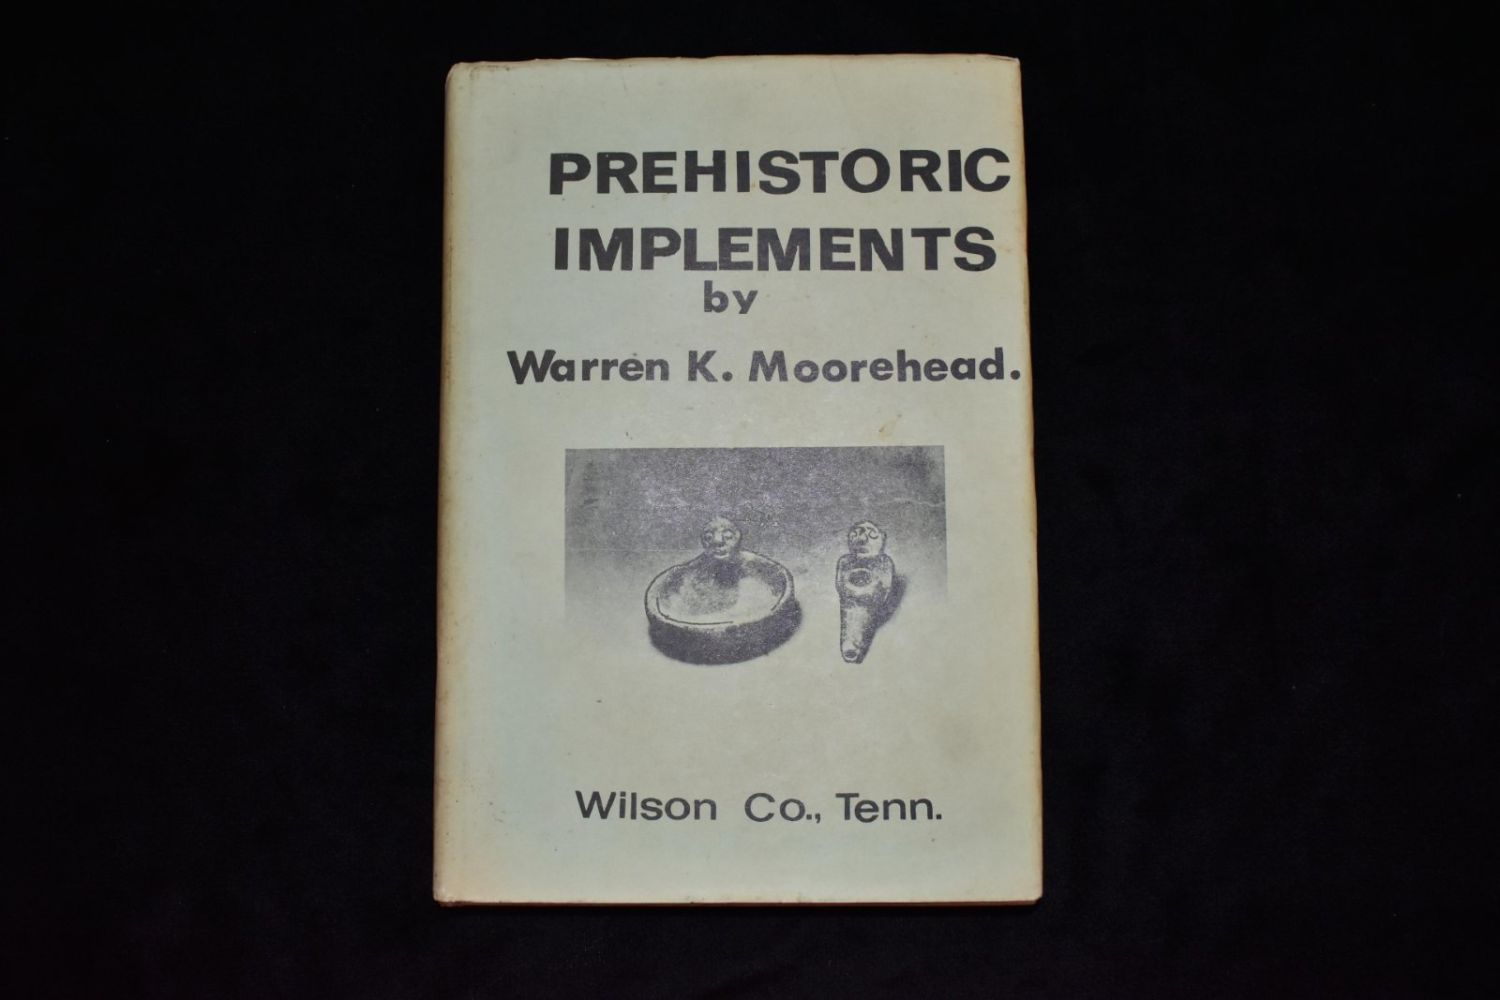 PREHISTORIC
IMPLEMENTS
by
Warren K. Moorehead.
Wilson Co., Tenn.